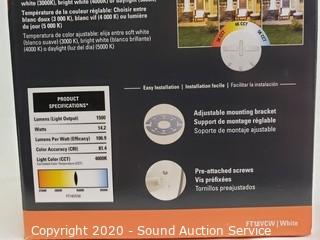 white (3000K), bright white (4000K) or daylight (5000K)
Température de la couleur réglable: Choisir entre
blanc doux (3 000 K), blanc vif (4 000 K) ou lumière
de jour (5 000 K)
Temperatura de color ajustable: elija entre soft white
(blanco suave) (3000 K), bright white (blanco brillante)
(4000 K) o daylight (luz del día) (5000 K)
Easy Installation | Installation facile | Facilitar la instalación
PRODUCT
SPECIFICATIONS*
Lumens (Light Output) 1500
Watts 14.2
Lumens Per Watt (Efficacy) 106.9
Color Accuracy (CRI) 81.4
Light Color (CCT) 4000K
Adjustable mounting bracket
Support de montage réglable
Soporte de montaje ajustable
Pre-attached screws
Vis préfixées
Tornillos preajustados
FT18VCW | White
Copyright 2020 - Sound Auction Service